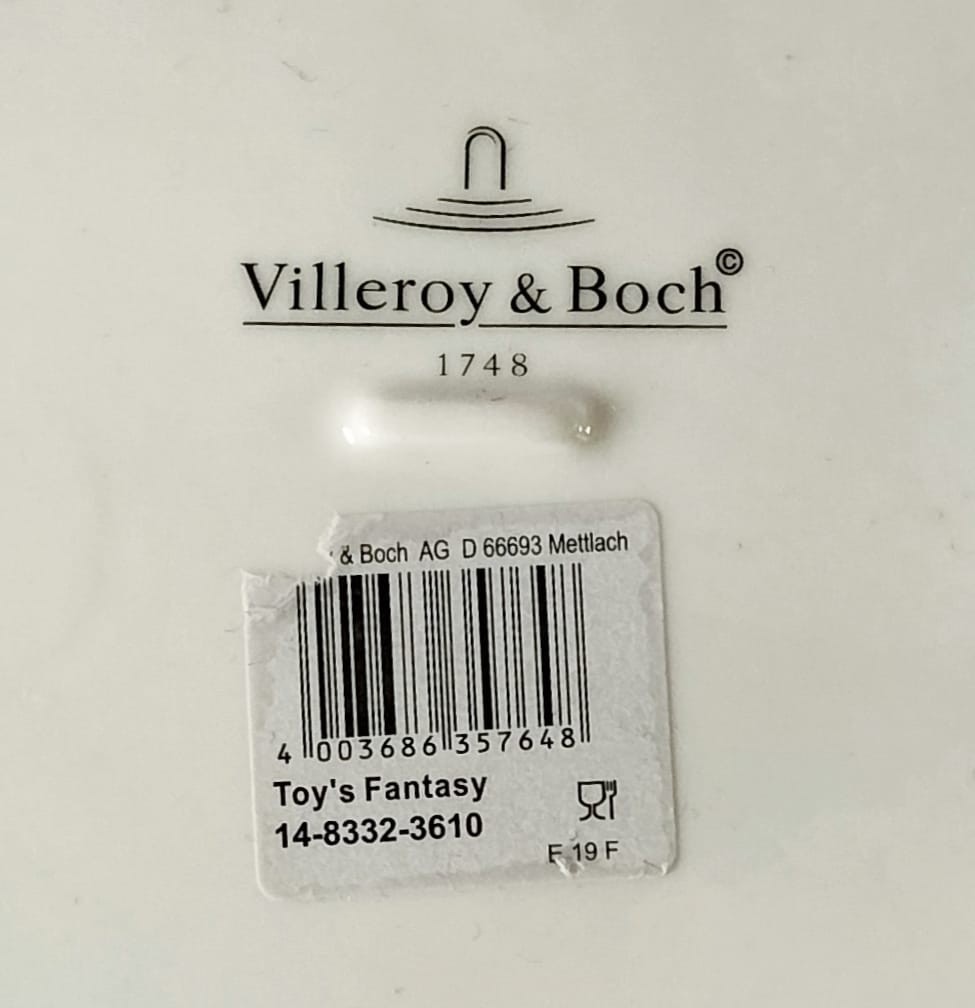 Villeroy & Boch©
1748
& Boch AG D 66693 Mettlach
4 003686 357648
Toy's Fantasy
14-8332-3610
19 F